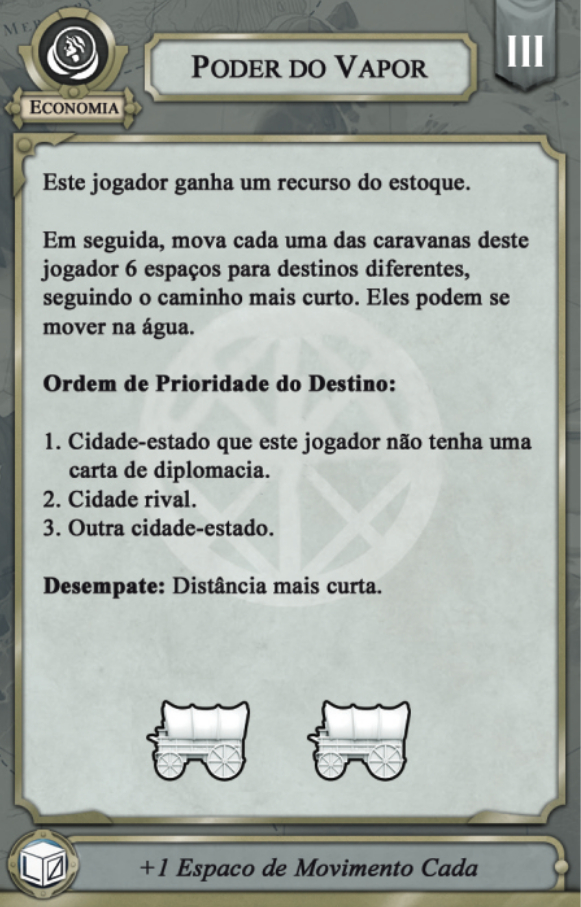 PODER DO VAPOR
III
ECONOMIA
Este jogador ganha um recurso do estoque.
Em seguida, mova cada uma das caravanas deste
jogador 6 espaços para destinos diferentes,
seguindo o caminho mais curto. Eles podem se
mover na água.
Ordem de Prioridade do Destino:
1. Cidade-estado que este jogador não tenha uma
carta de diplomacia.
2. Cidade rival.
3. Outra cidade-estado.
Desempate: Distância mais curta.
+1 Espaco de Movimento Cada